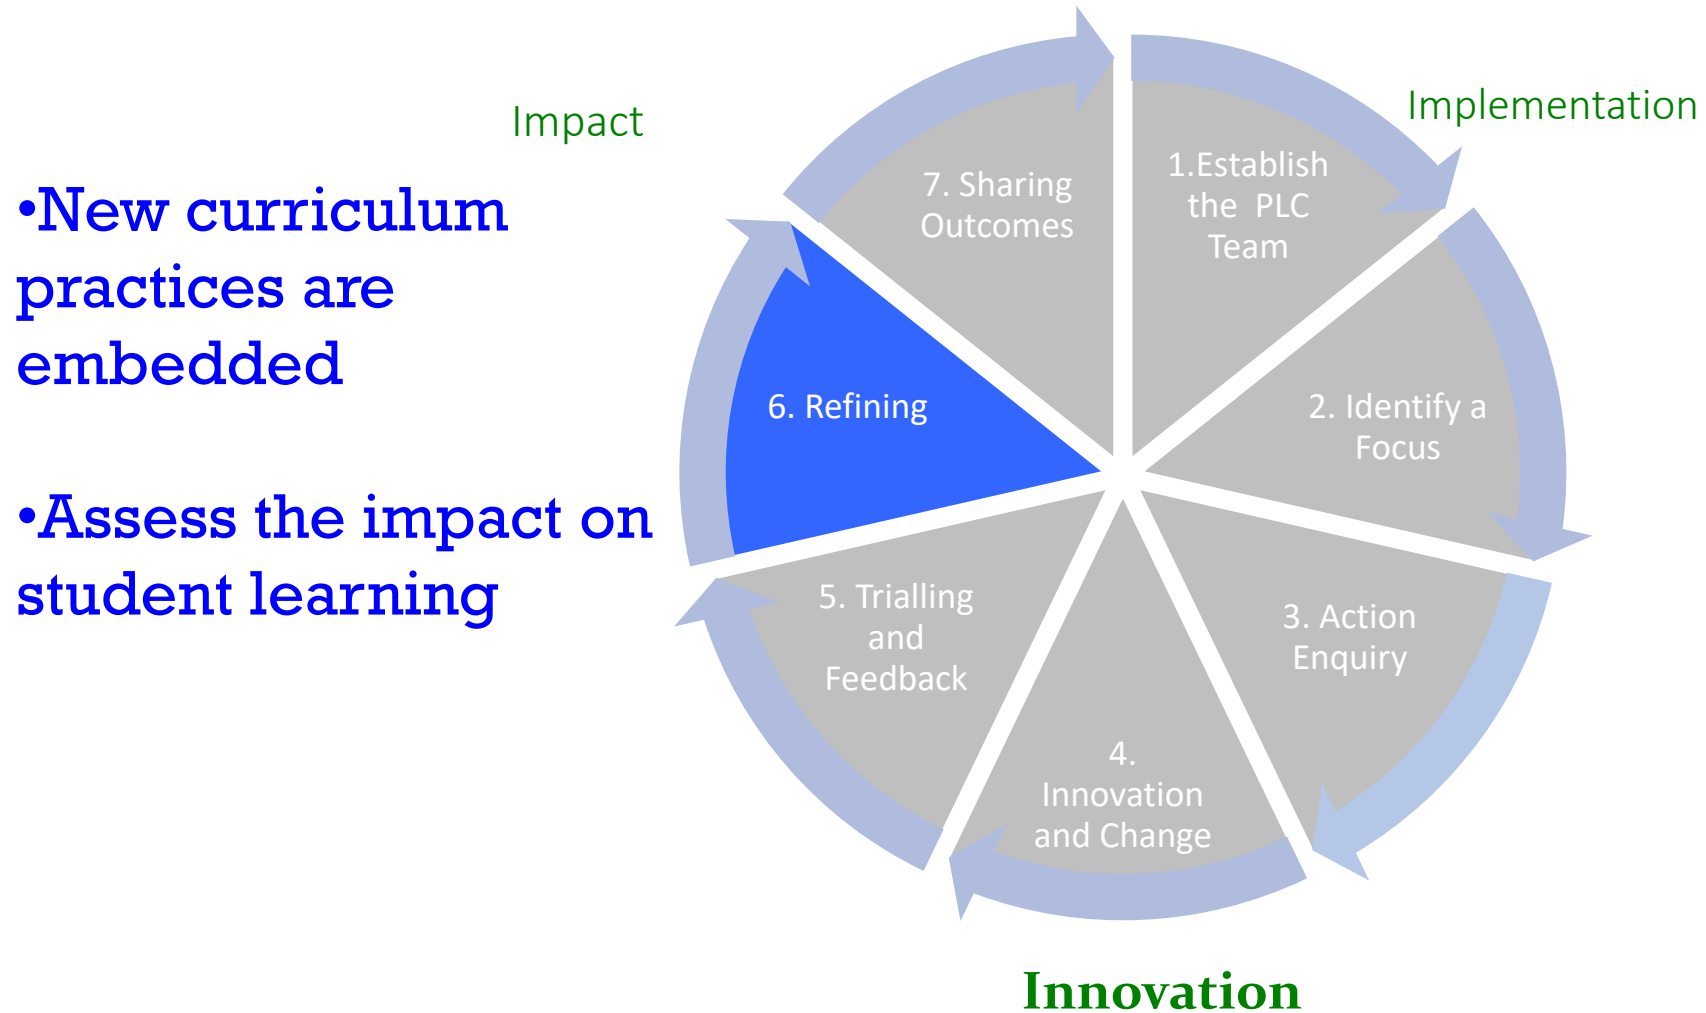 Impact
Implementation
•New curriculum
practices are
embedded
•Assess the impact on
student learning
1.Establish
the PLC
Team
2. Identify a
Focus
3. Action
Enquiry
4.
Innovation
and Change
5. Trialling
and
Feedback
6. Refining
7. Sharing
Outcomes
Innovation